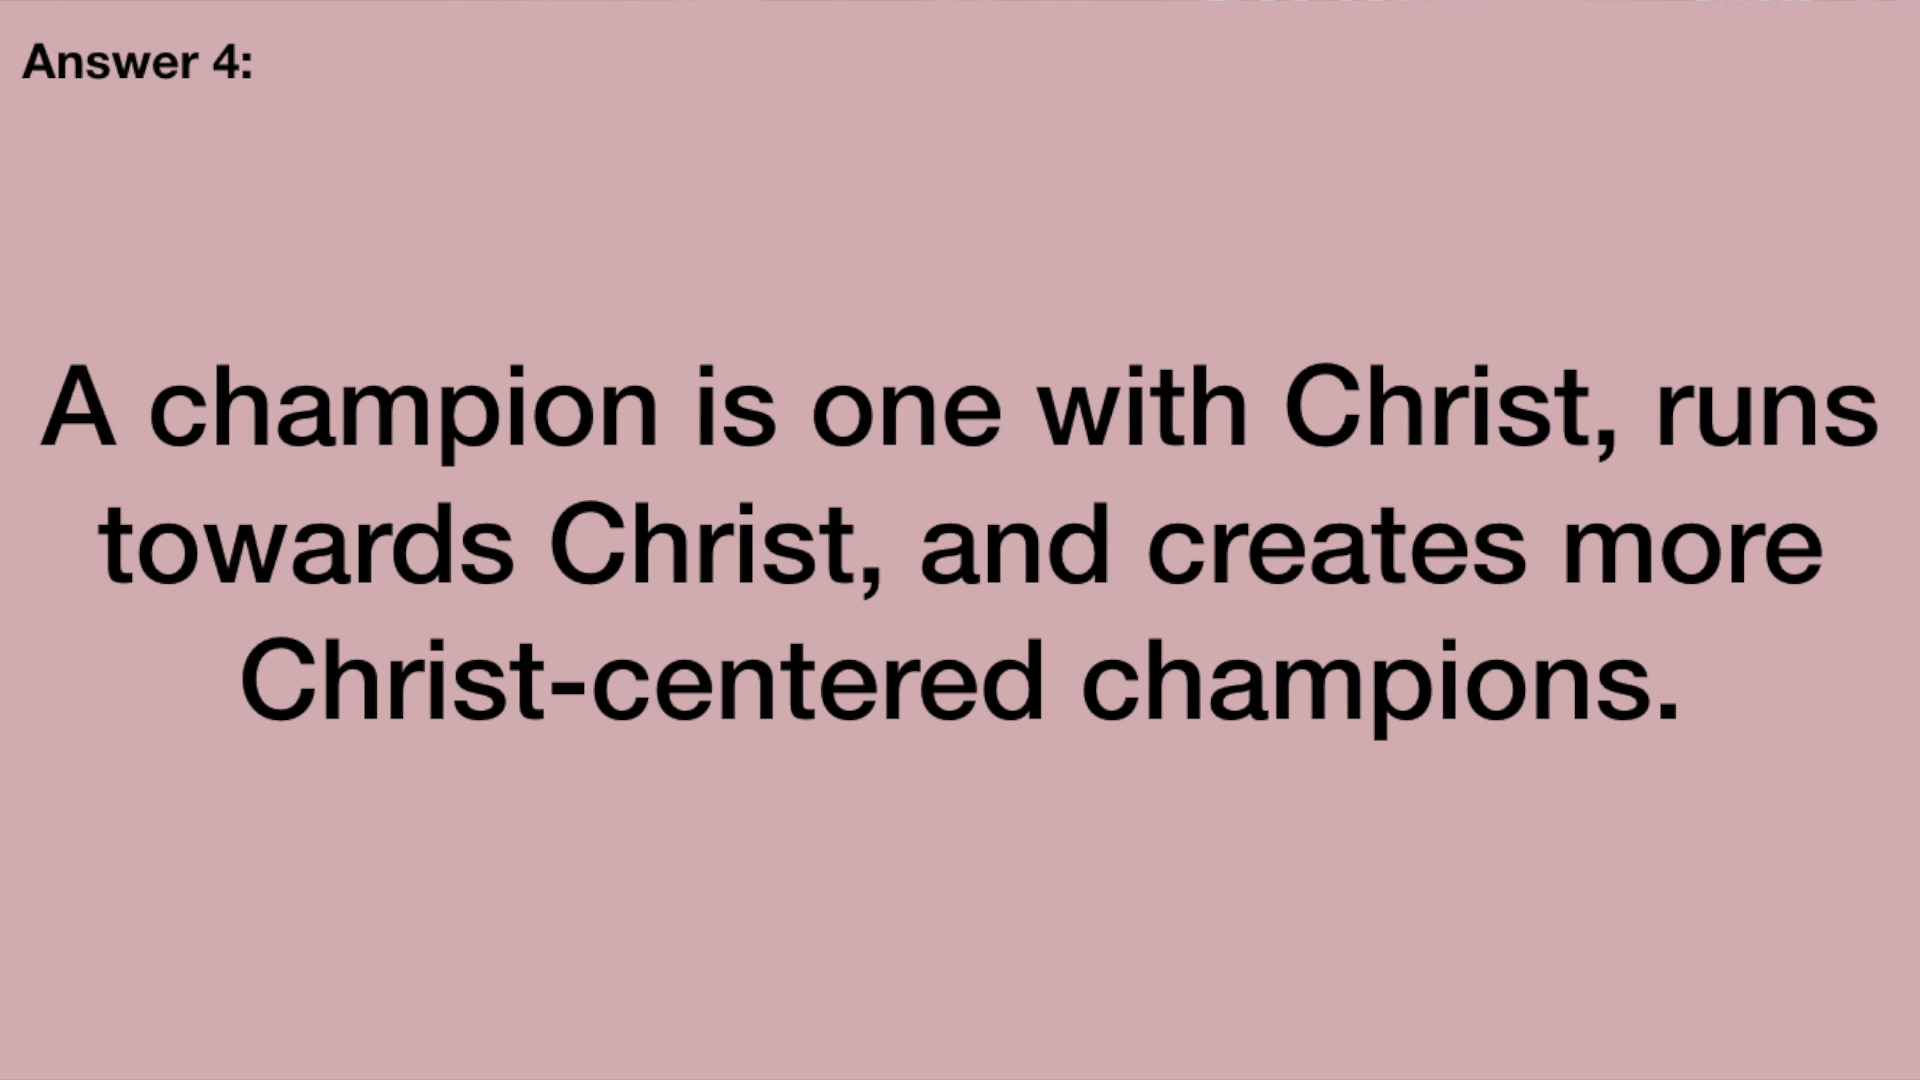 Answer 4:
A champion is one with Christ, runs
towards Christ, and creates more
Christ-centered champions.